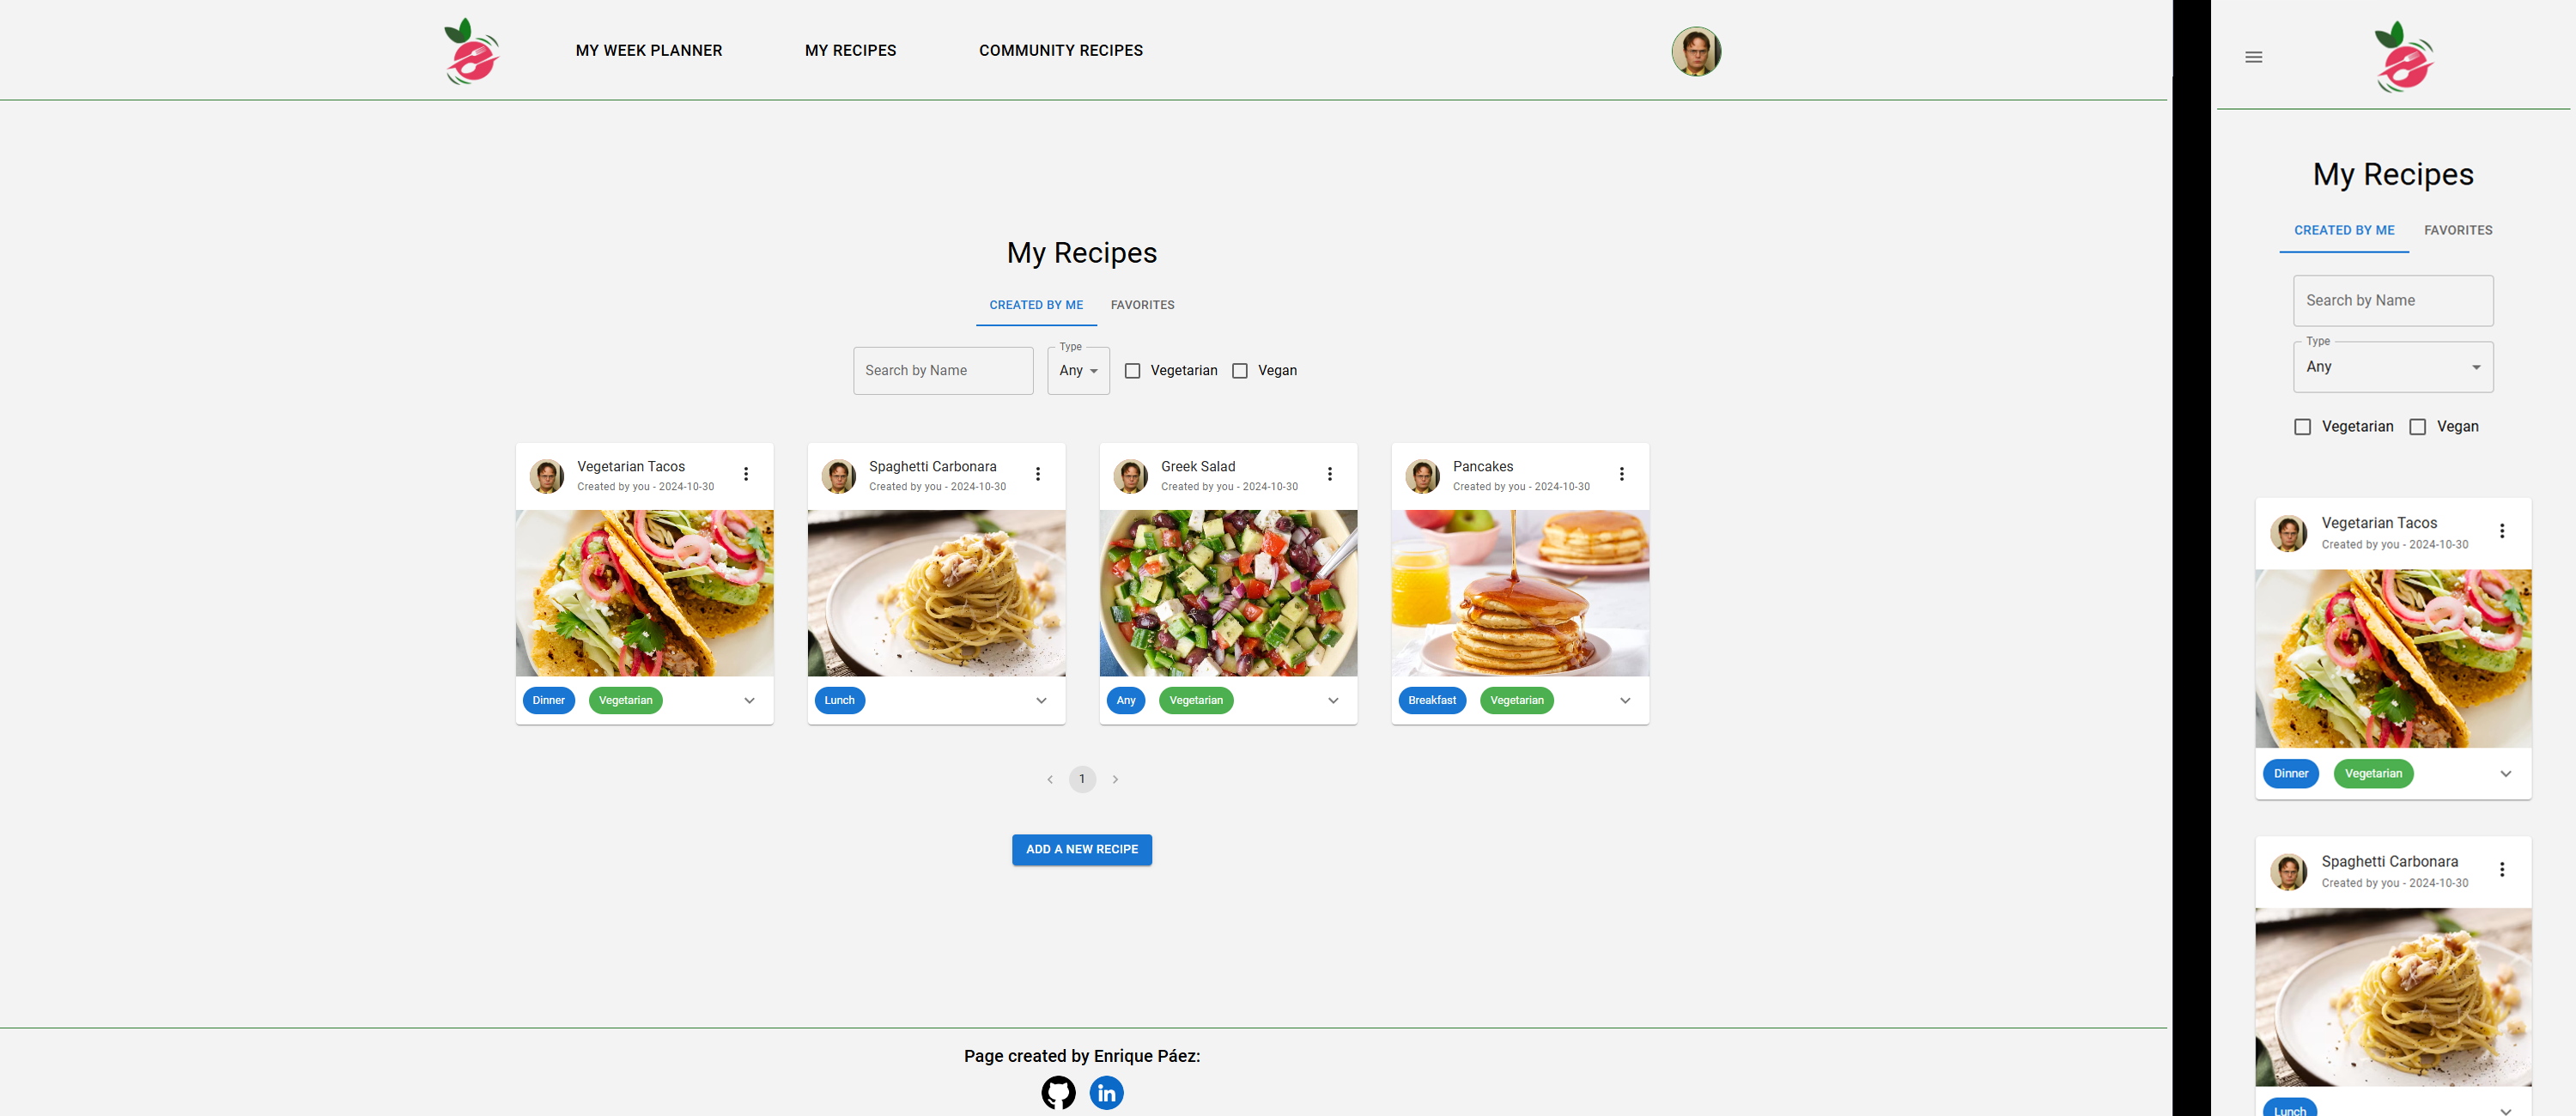 MY WEEK PLANNER MY RECIPES COMMUNITY RECIPES
My Recipes
CREATED BY ME FAVORITES
Search by Name
Type
Any
Vegetarian
Vegan
Vegetarian Tacos
Created by you - 2024-10-30
Dinner Vegetarian
Spaghetti Carbonara
Created by you - 2024-10-30
Lunch
Greek Salad
Created by you - 2024-10-30
Any Vegetarian
Pancakes
Created by you - 2024-10-30
Breakfast Vegetarian
1
ADD A NEW RECIPE
Page created by Enrique Páez:
in
My Recipes
CREATED BY ME FAVORITES
Search by Name
Type
Any
Vegetarian Vegan
Vegetarian Tacos
Created by you - 2024-10-30
Dinner Vegetarian
Spaghetti Carbonara
Created by you - 2024-10-30
Lunch